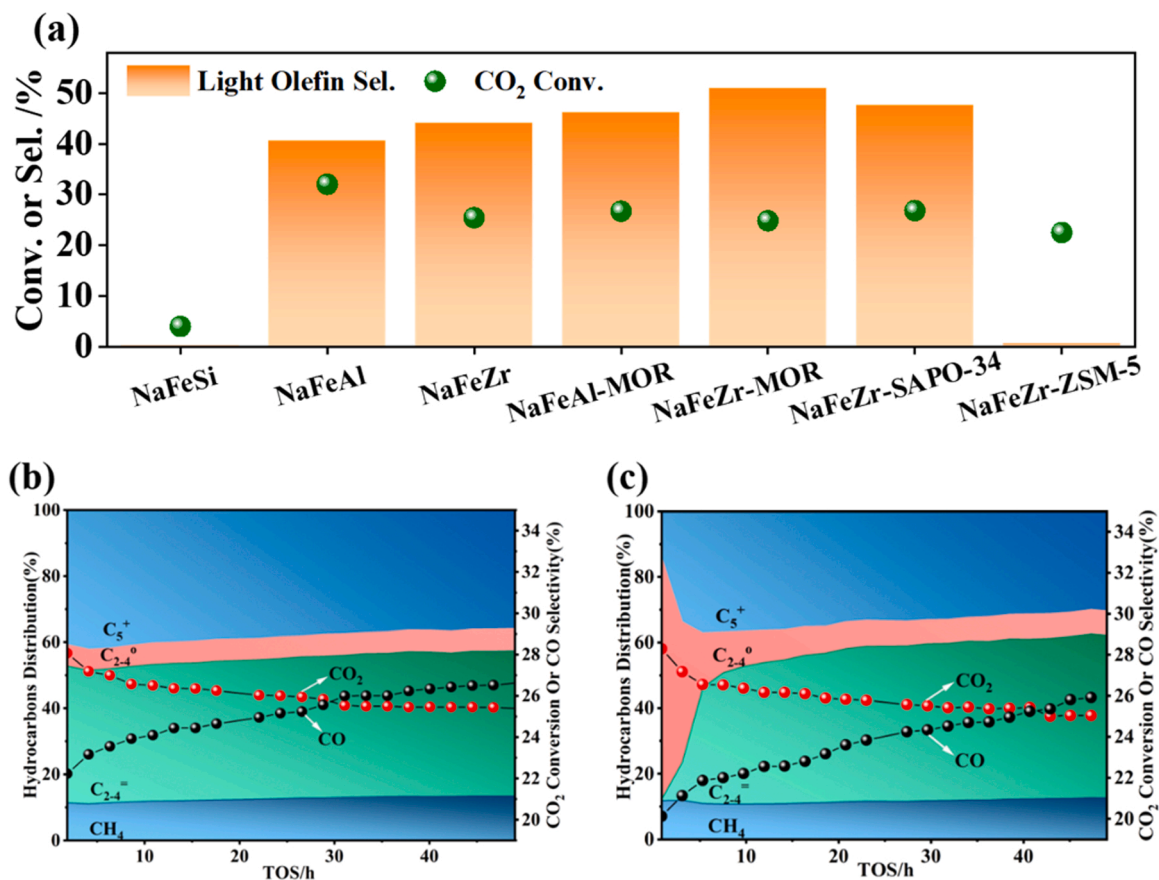 (a)
Conv. or Sel. /%
50
40
30
20
10
0
Light Olefin Sel.
CO₂ Conv.
NaFeSi
NaFeAl
NaFeZr
NaFeAl-MOR
NaFeZr-MOR
NaFeZr-SAPO-34
NaFeZr-ZSM-5
(b)
Hydrocarbons Distribution(%)
100
80
60
40
20
0
C₅⁺
C₂₋₄⁰
CO₂
CO
C₂₋₄⁼
CH₄
34
32
30
28
26
24
22
20
CO₂ Conversion Or CO Selectivity(%)
10
20
30
40
TOS/h
(c)
Hydrocarbons Distribution(%)
100
80
60
40
20
0
C₅⁺
C₂₋₄⁰
CO₂
CO
C₂₋₄⁼
CH₄
34
32
30
28
26
24
22
20
CO₂ Conversion Or CO Selectivity(%)
10
20
30
40
TOS/h